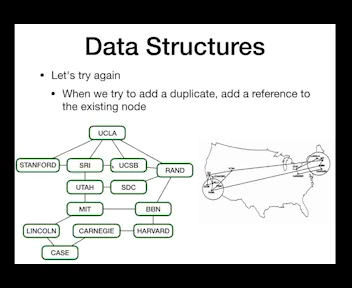 Data Structures
• Let's try again
• When we try to add a duplicate, add a reference to
the existing node
UCLA
STANFORD SRI UCSB RAND
UTAH SDC
MIT BBN
LINCOLN CARNEGIE HARVARD
CASE